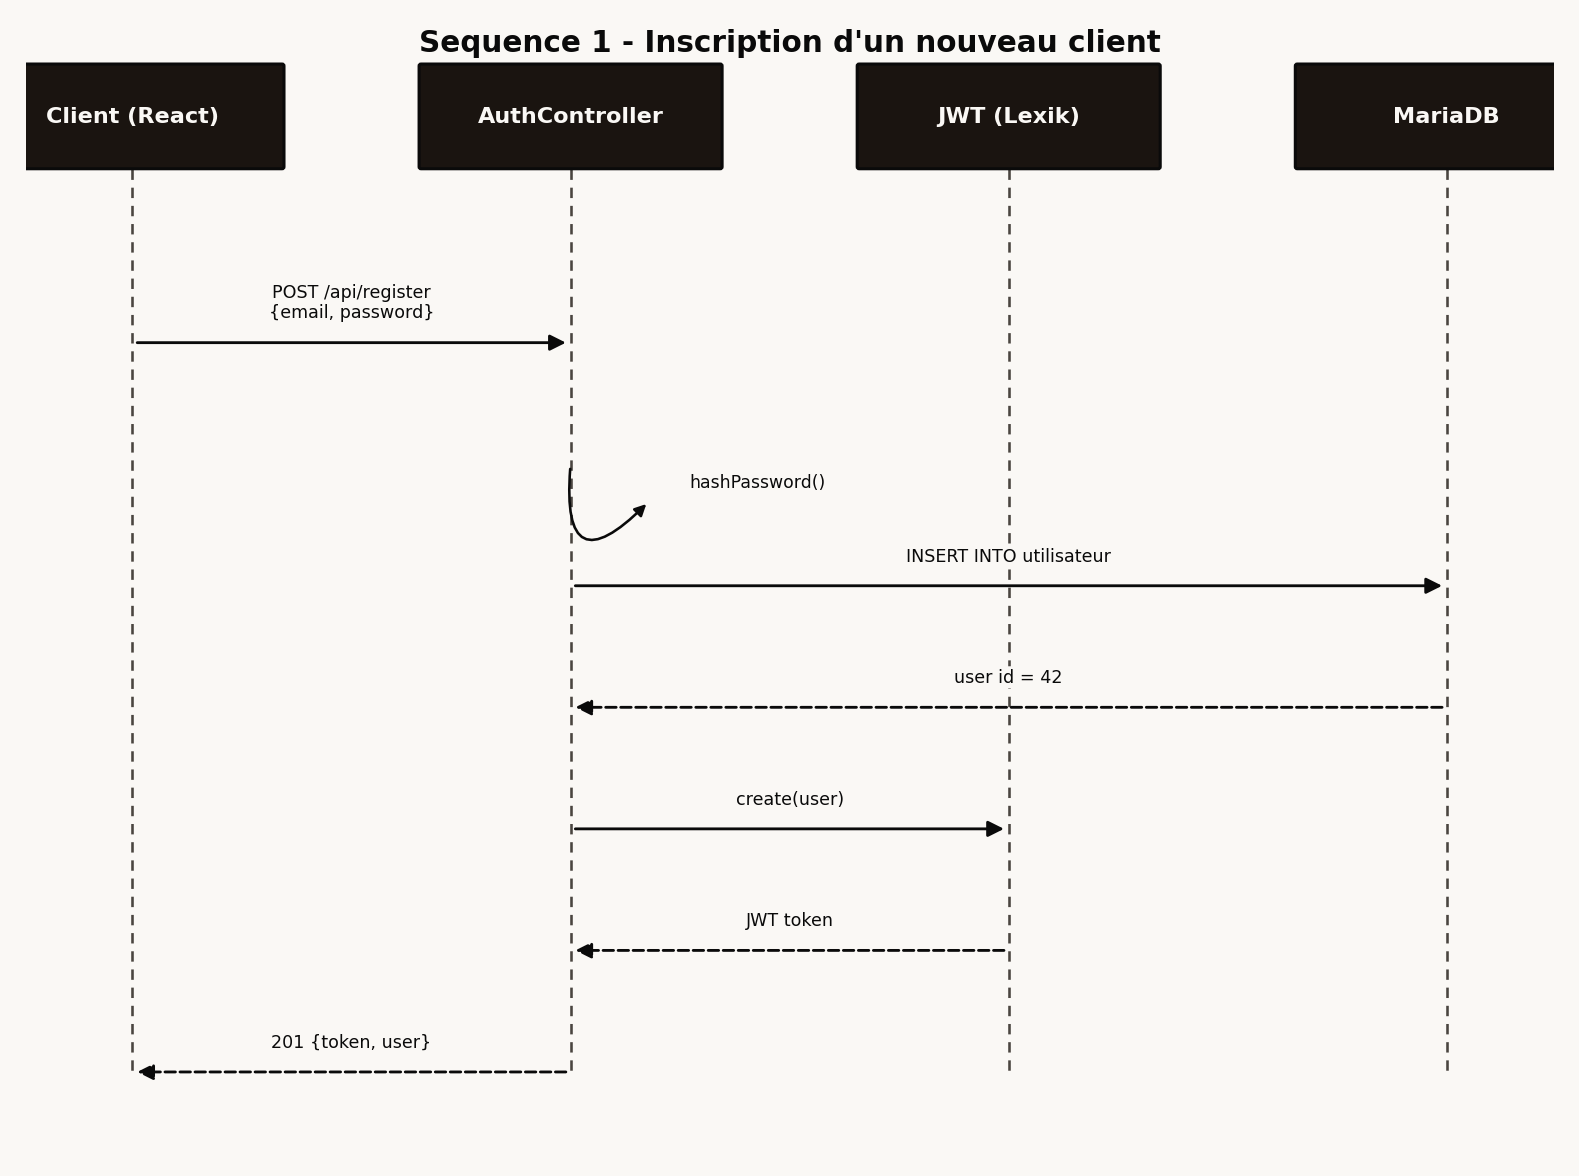 Sequence 1 - Inscription d'un nouveau client
Client (React)
AuthController
JWT (Lexik)
MariaDB
POST /api/register
{email, password}
hashPassword()
INSERT INTO utilisateur
user id = 42
create(user)
JWT token
201 {token, user}